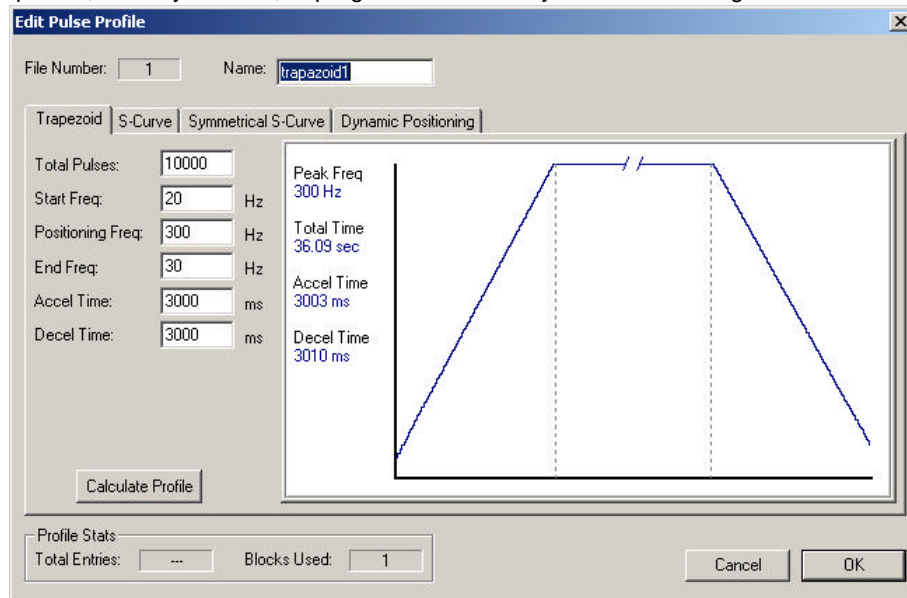 Edit Pulse Profile
File Number: 1 Name: trapazoid1
Trapezoid S-Curve Symmetrical S-Curve Dynamic Positioning
Total Pulses: 10000
Start Freq: 20 Hz
Positioning Freq: 300 Hz
End Freq: 30 Hz
Accel Time: 3000 ms
Decel Time: 3000 ms
Calculate Profile
Peak Freq
300 Hz
Total Time
36.09 sec
Accel Time
3003 ms
Decel Time
3010 ms
Profile Stats
Total Entries: --- Blocks Used: 1
Cancel OK